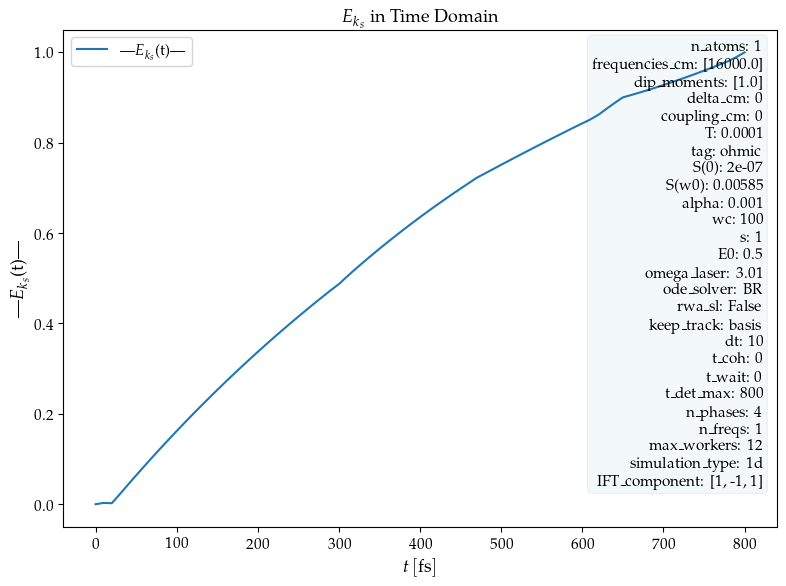 E_{k_s} in Time Domain
—E_{k_s}(t)—
n_atoms: 1
frequencies_cm: [16000.0]
dip_moments: [1.0]
delta_cm: 0
coupling_cm: 0
T: 0.0001
tag: ohmic
S(0): 2e-07
S(w0): 0.00585
alpha: 0.001
wc: 100
s: 1
E0: 0.5
omega_laser: 3.01
ode_solver: BR
rwa_sl: False
keep_track: basis
dt: 10
t_coh: 0
t_wait: 0
t_det_max: 800
n_phases: 4
n_freqs: 1
max_workers: 12
simulation_type: 1d
IFT_component: [1, -1, 1]
—E_{k_s}(t)—
1.0
0.8
0.6
0.4
0.2
0.0
0 100 200 300 400 500 600 700 800
t [fs]